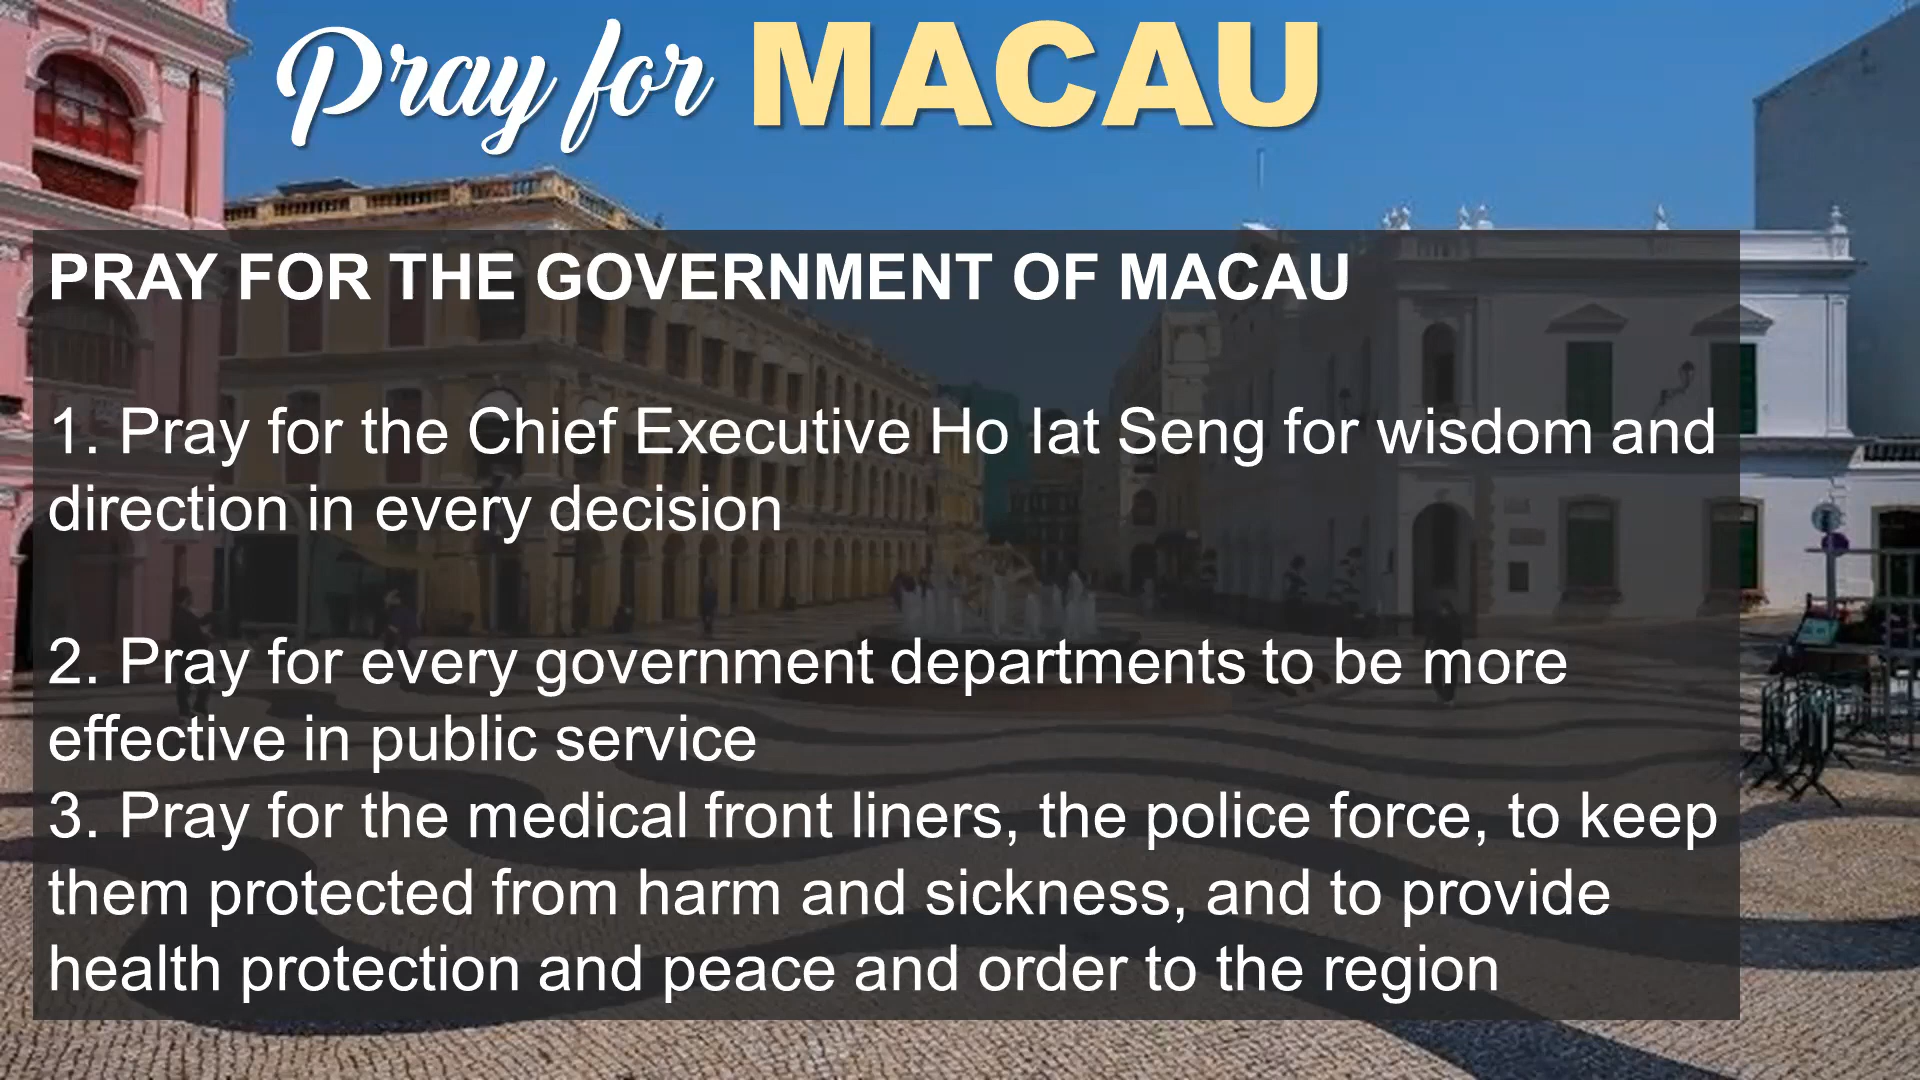 Pray for MACAU
PRAY FOR THE GOVERNMENT OF MACAU
1. Pray for the Chief Executive Ho Iat Seng for wisdom and
direction in every decision
2. Pray for every government departments to be more
effective in public service
3. Pray for the medical front liners, the police force, to keep
them protected from harm and sickness, and to provide
health protection and peace and order to the region